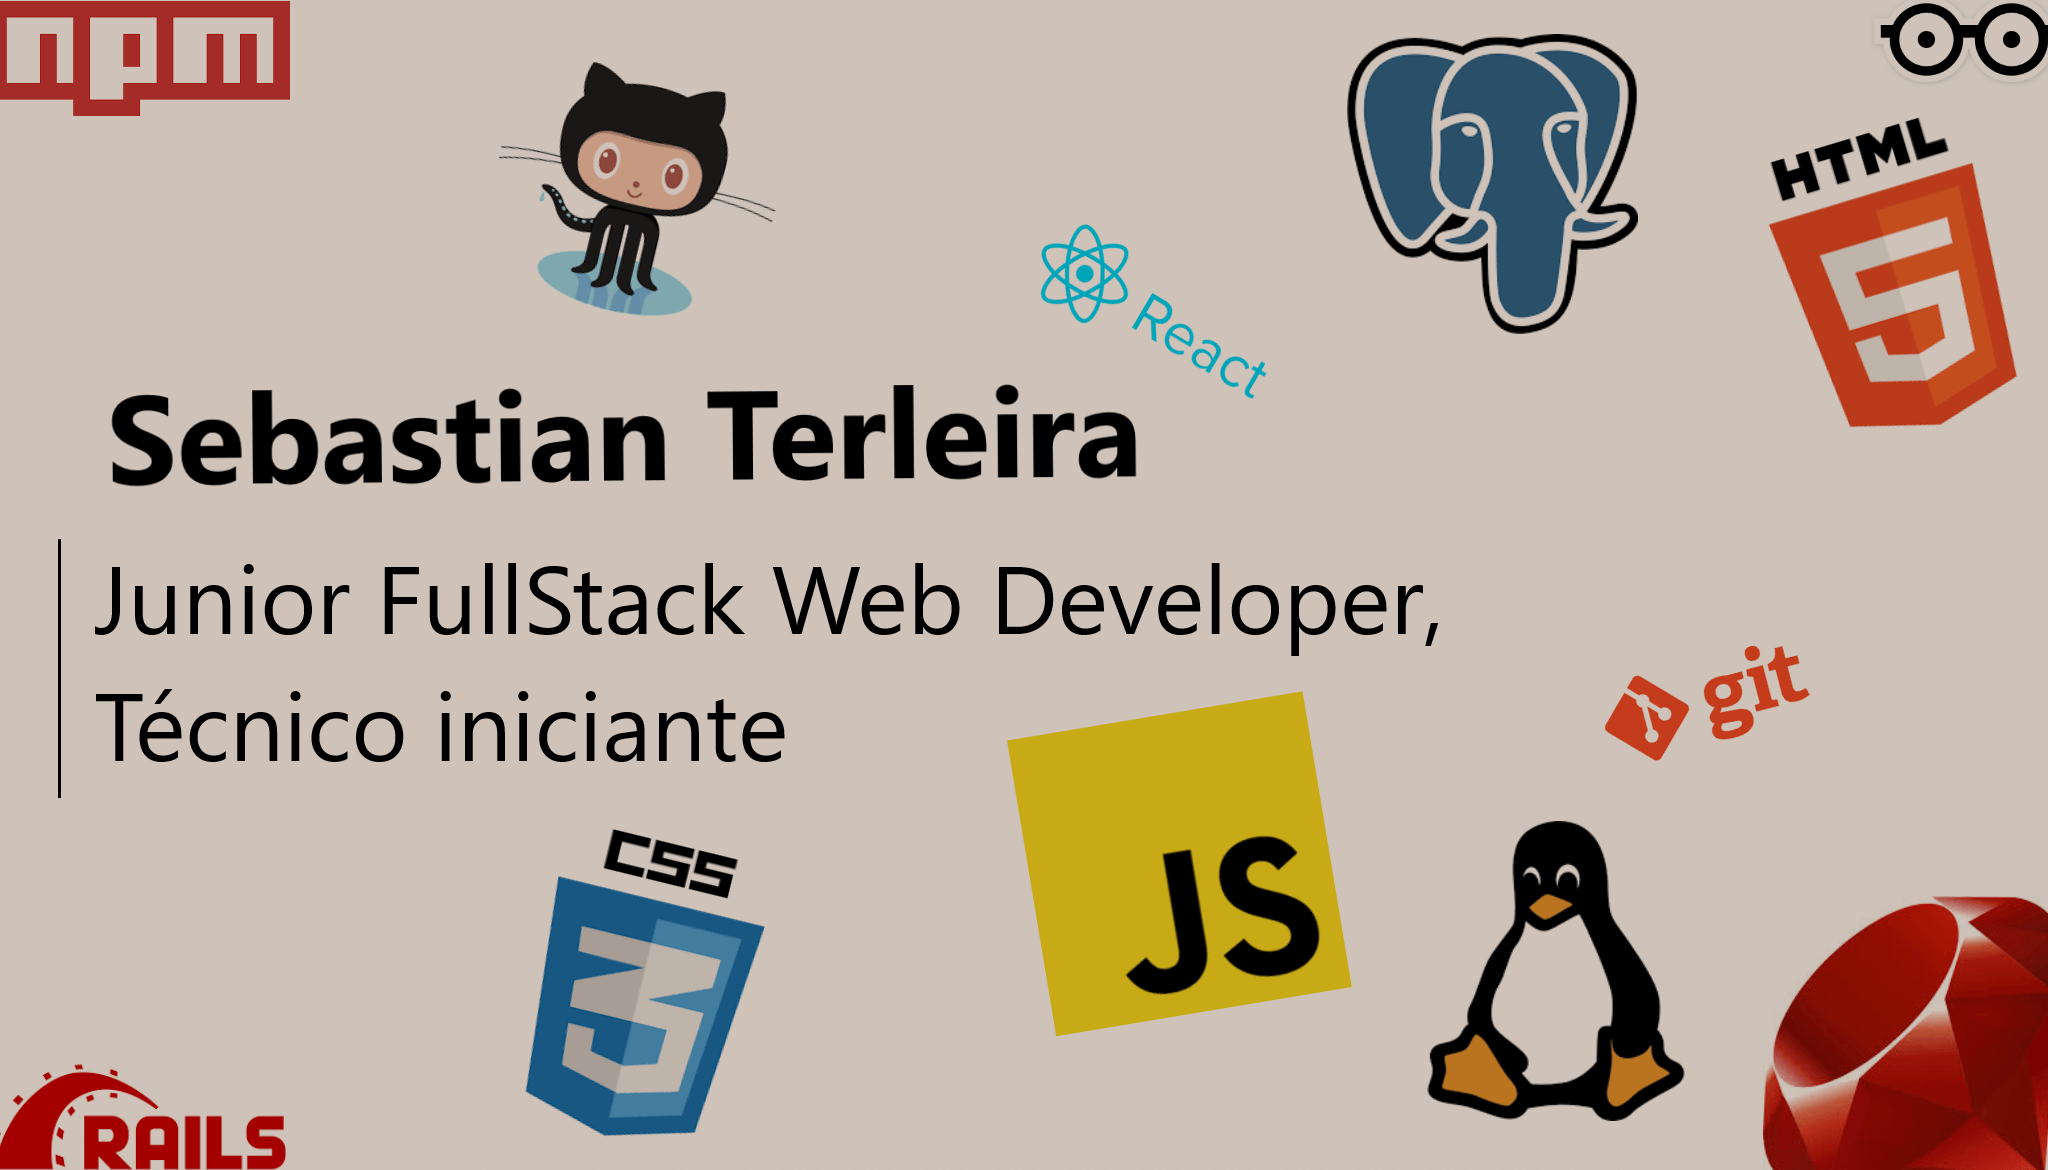 npm
HTML
React
Sebastian Terleira
Junior FullStack Web Developer,
Técnico iniciante
git
JS
CSS
RAILS